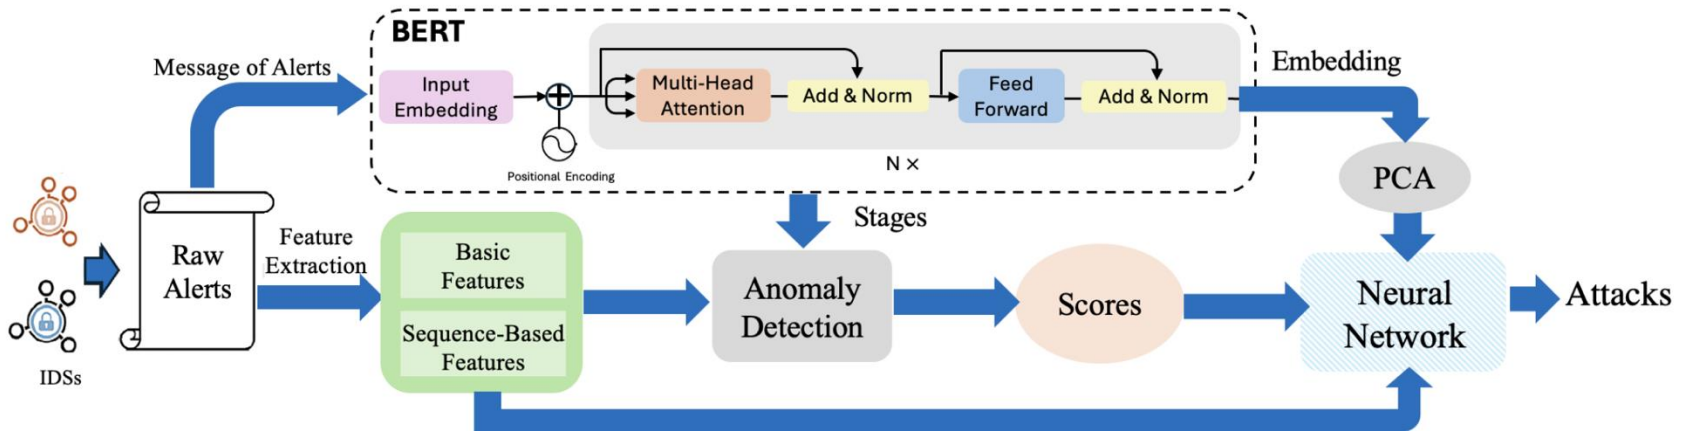 BERT
Message of Alerts
Input
Embedding
Multi-Head
Attention
Add & Norm
Feed
Forward
Add & Norm
Embedding
Positional Encoding
N ×
PCA
Stages
Raw
Alerts
Feature
Extraction
Basic
Features
Sequence-Based
Features
Anomaly
Detection
Scores
Neural
Network
Attacks
IDSs